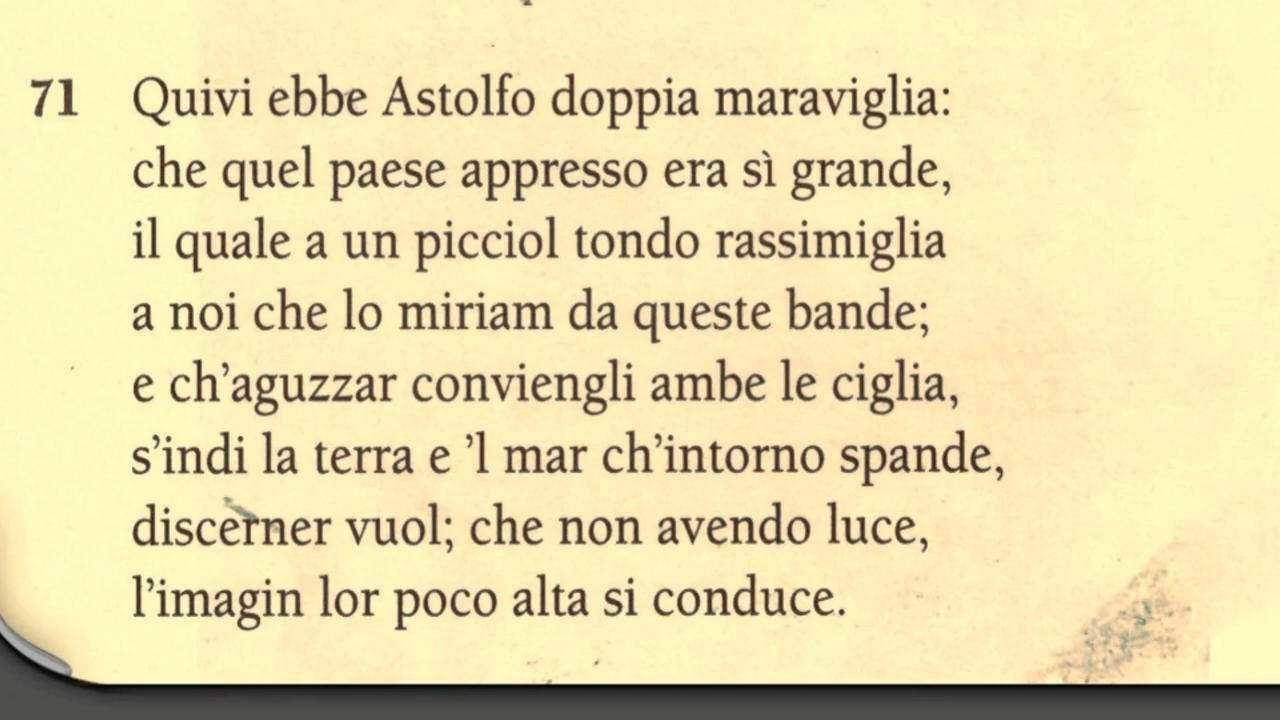 71 Quivi ebbe Astolfo doppia maraviglia:
che quel paese appresso era sì grande,
il quale a un picciol tondo rassimiglia
a noi che lo miriam da queste bande;
e ch’aguzzar conviengli ambe le ciglia,
s’indi la terra e ’l mar ch’intorno spande,
discerner vuol; che non avendo luce,
l’imagin lor poco alta si conduce.